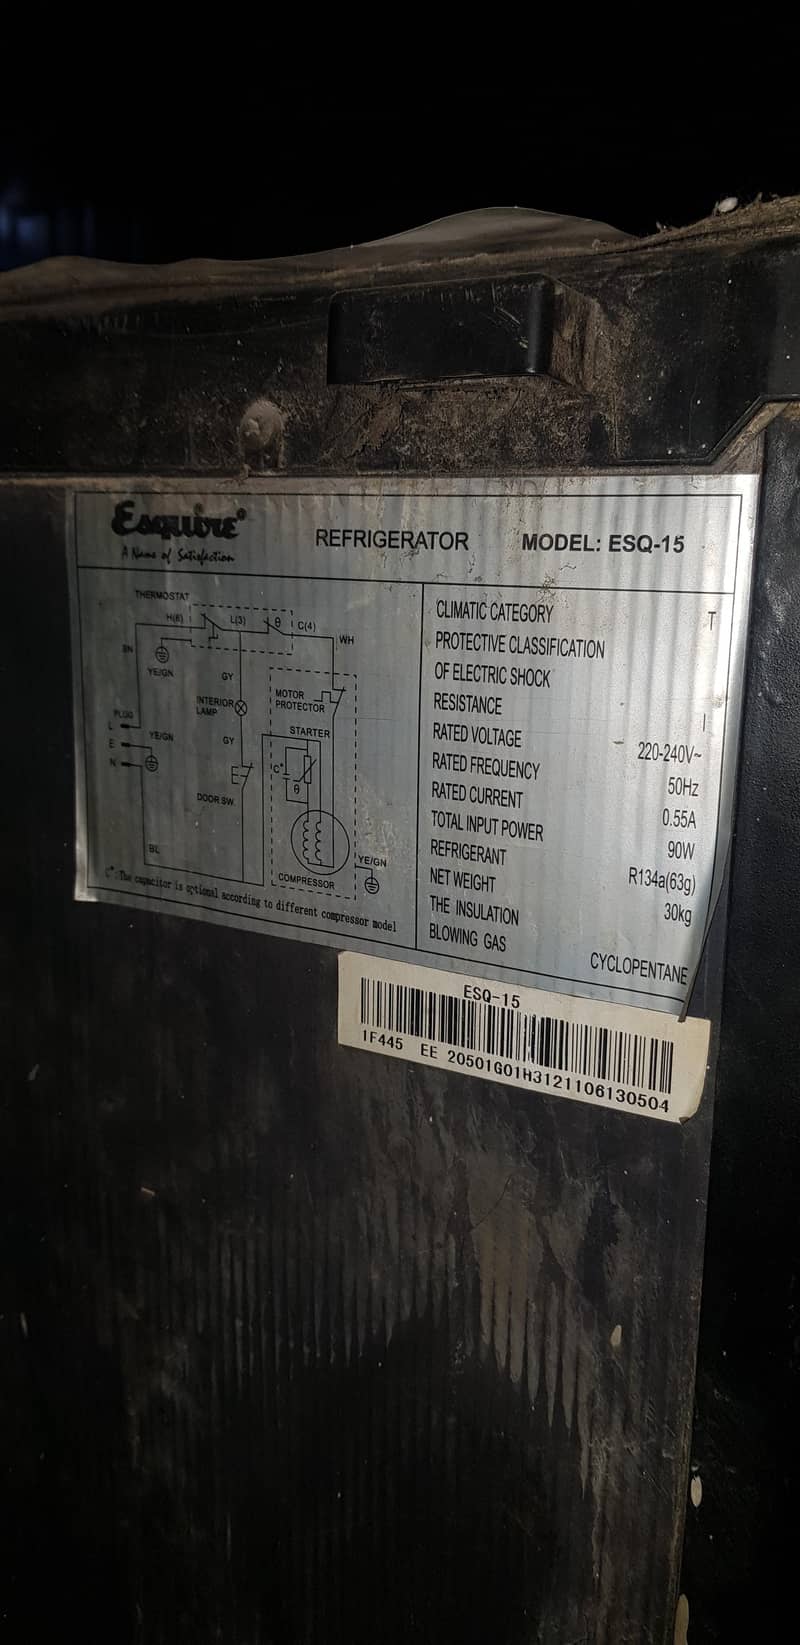 Esquire®
A Name of Satisfaction
REFRIGERATOR
MODEL: ESQ-15
THERMOSTAT
H(6)
L(3)
θ
C(4)
WH
BN
YE/GN
GY
MOTOR
PROTECTOR
INTERIOR
LAMP
PLUG
L
E
N
YE/GN
GY
STARTER
C*
θ
DOOR SW.
BL
COMPRESSOR
YE/GN
C*:The capacitor is optional according to different compressor model
CLIMATIC CATEGORY T
PROTECTIVE CLASSIFICATION
OF ELECTRIC SHOCK
RESISTANCE I
RATED VOLTAGE 220-240V~
RATED FREQUENCY 50Hz
RATED CURRENT 0.55A
TOTAL INPUT POWER 90W
REFRIGERANT R134a(63g)
NET WEIGHT 30kg
THE INSULATION
BLOWING GAS CYCLOPENTANE
ESQ-15
1F445 EE 20501G01H3121106130504